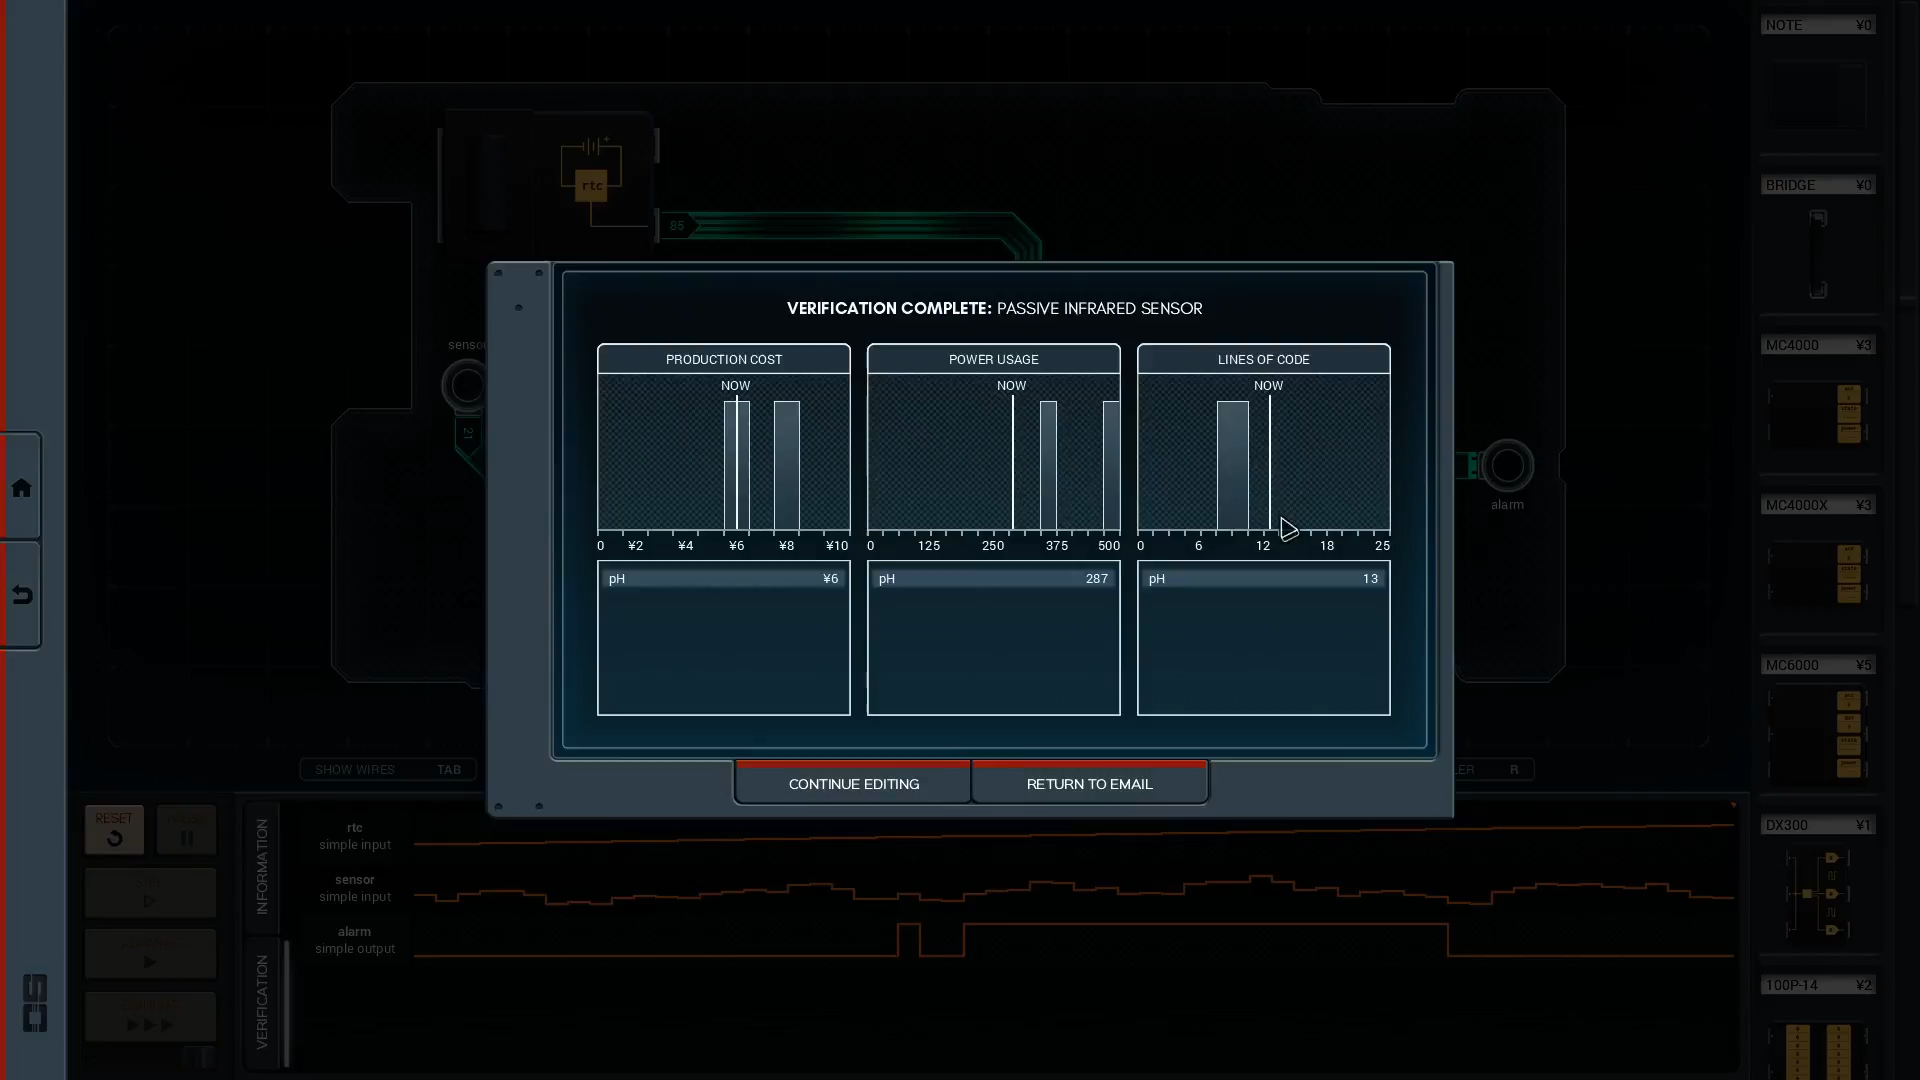 NOTE ¥0
rtc
85
BRIDGE ¥0
VERIFICATION COMPLETE: PASSIVE INFRARED SENSOR
MC4000 ¥3
PRODUCTION COST
POWER USAGE
LINES OF CODE
NOW
NOW
NOW
21
alarm
MC4000X ¥3
0 ¥2 ¥4 ¥6 ¥8 ¥10
0 125 250 375 500
0 6 12 18 25
pH ¥6
pH 287
pH 13
MC6000 ¥5
SHOW WIRES TAB
R
CONTINUE EDITING
RETURN TO EMAIL
RESET
INFORMATION
rtc
simple input
sensor
simple input
alarm
simple output
VERIFICATION
DX300 ¥1
100P-14 ¥2